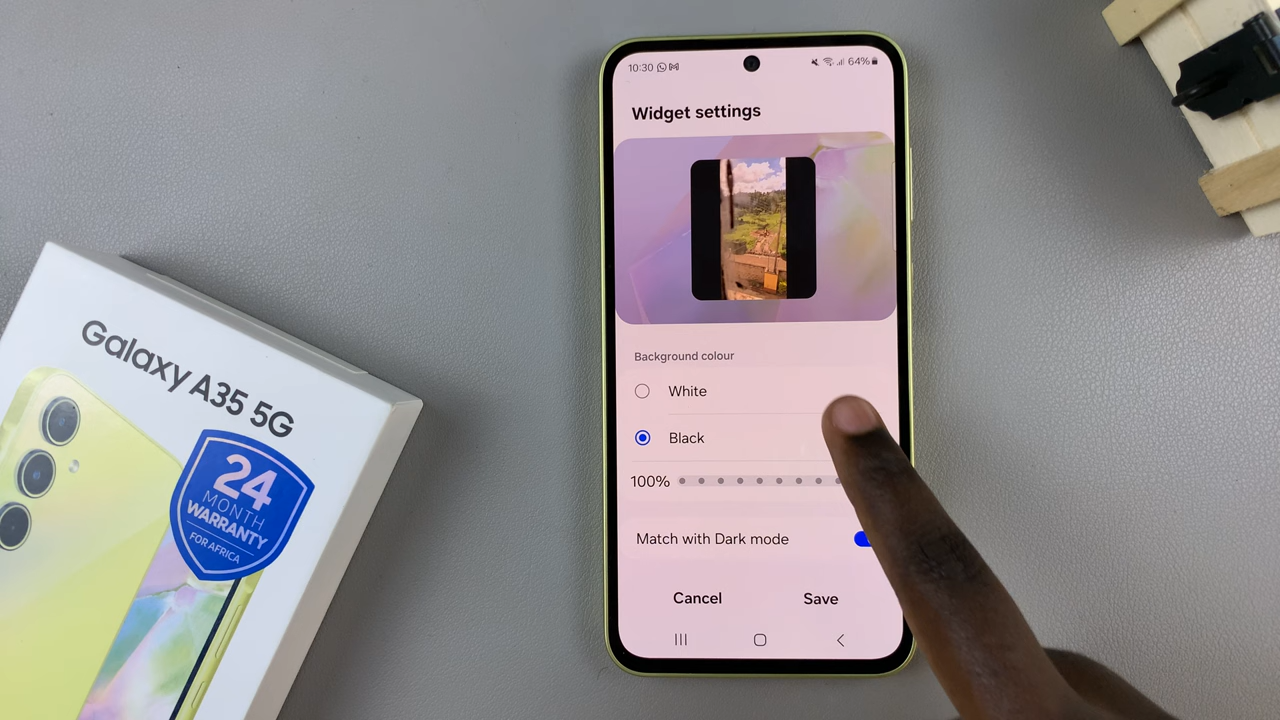 10:30
64%
Widget settings
Background colour
White
Black
100%
Match with Dark mode
Cancel
Save
Galaxy A35 5G
24
MONTH
WARRANTY
FOR AFRICA